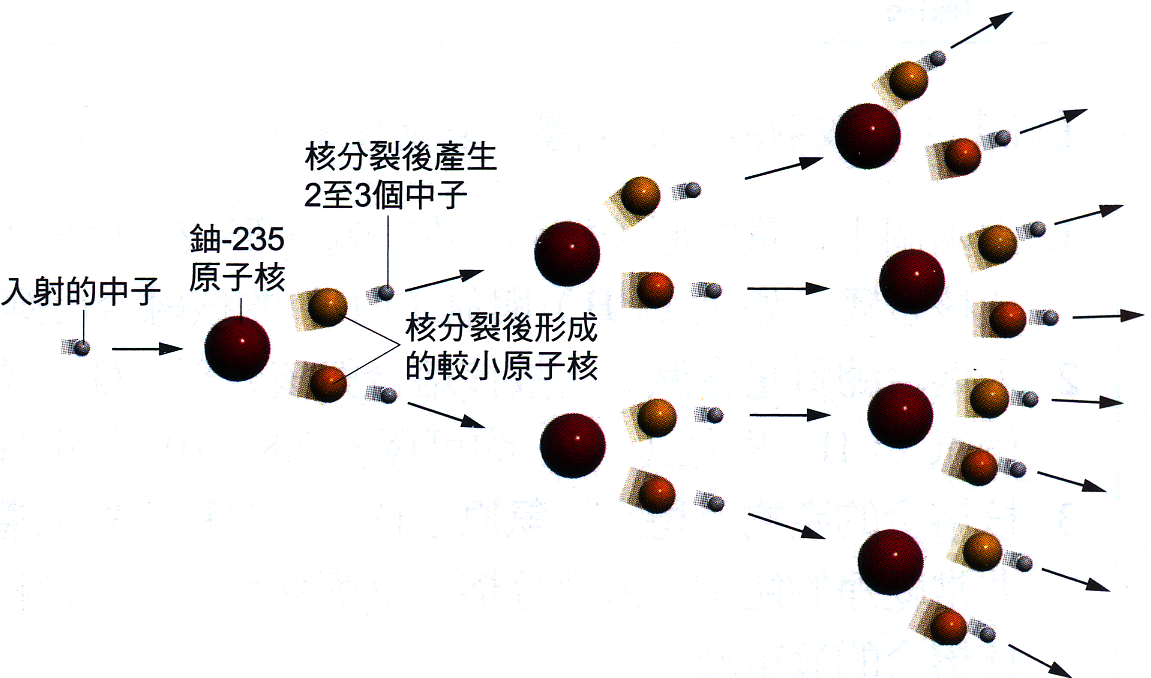 核分裂後產生
2至3個中子
鈾-235
原子核
入射的中子
核分裂後形成
的較小原子核